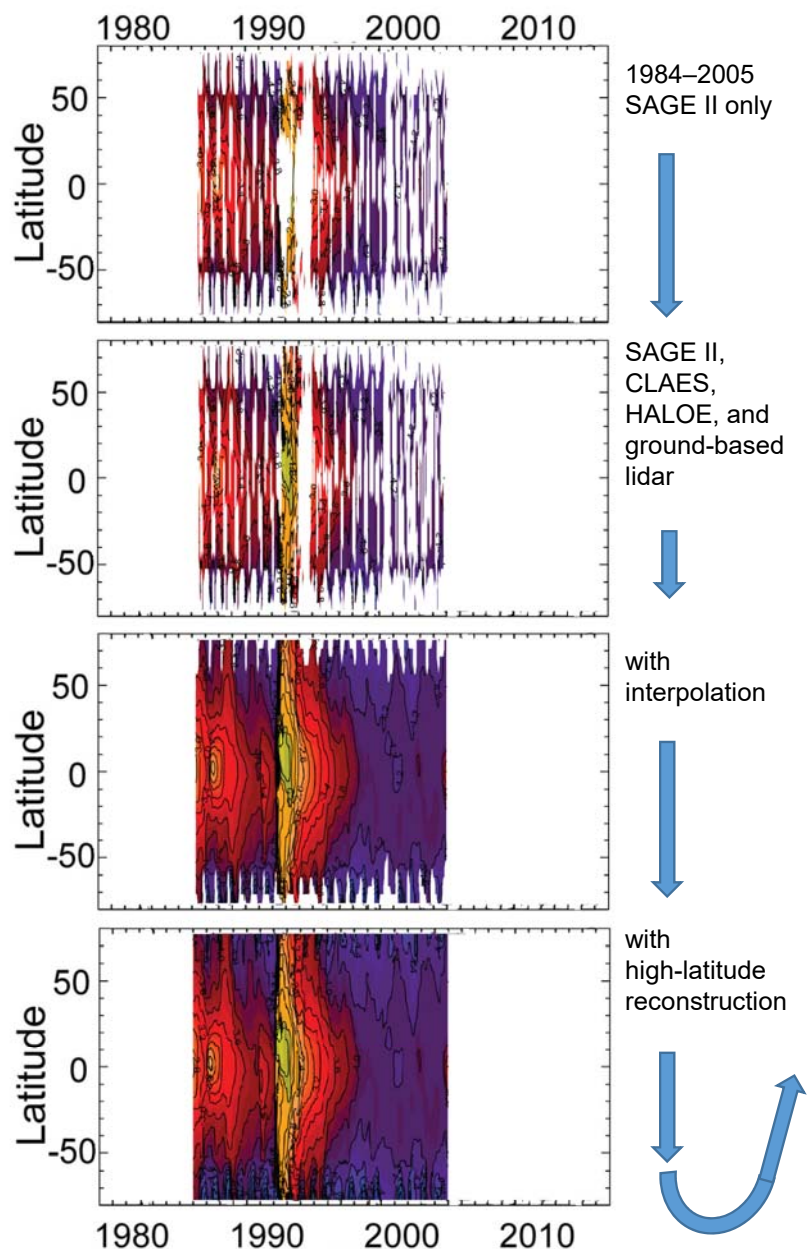 1980 1990 2000 2010
50
0
-50
Latitude
1984–2005
SAGE II only
50
0
-50
Latitude
SAGE II,
CLAES,
HALOE, and
ground-based
lidar
50
0
-50
Latitude
with
interpolation
50
0
-50
Latitude
with
high-latitude
reconstruction
1980 1990 2000 2010